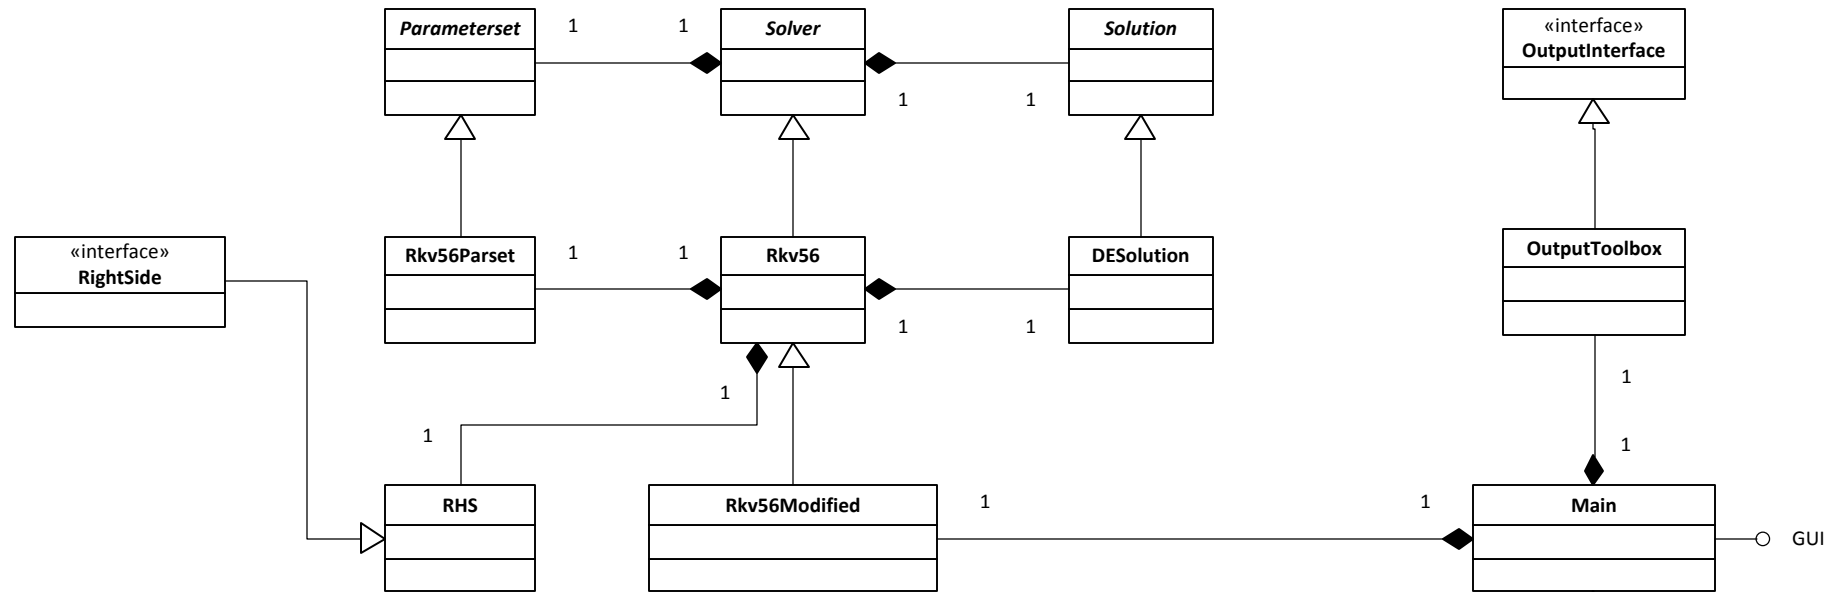 Parameterset
1
1
Solver
Solution
1
1
«interface»
OutputInterface
«interface»
RightSide
Rkv56Parset
1
1
Rkv56
DESolution
1
1
OutputToolbox
1
1
1
1
RHS
Rkv56Modified
1
1
Main
GUI